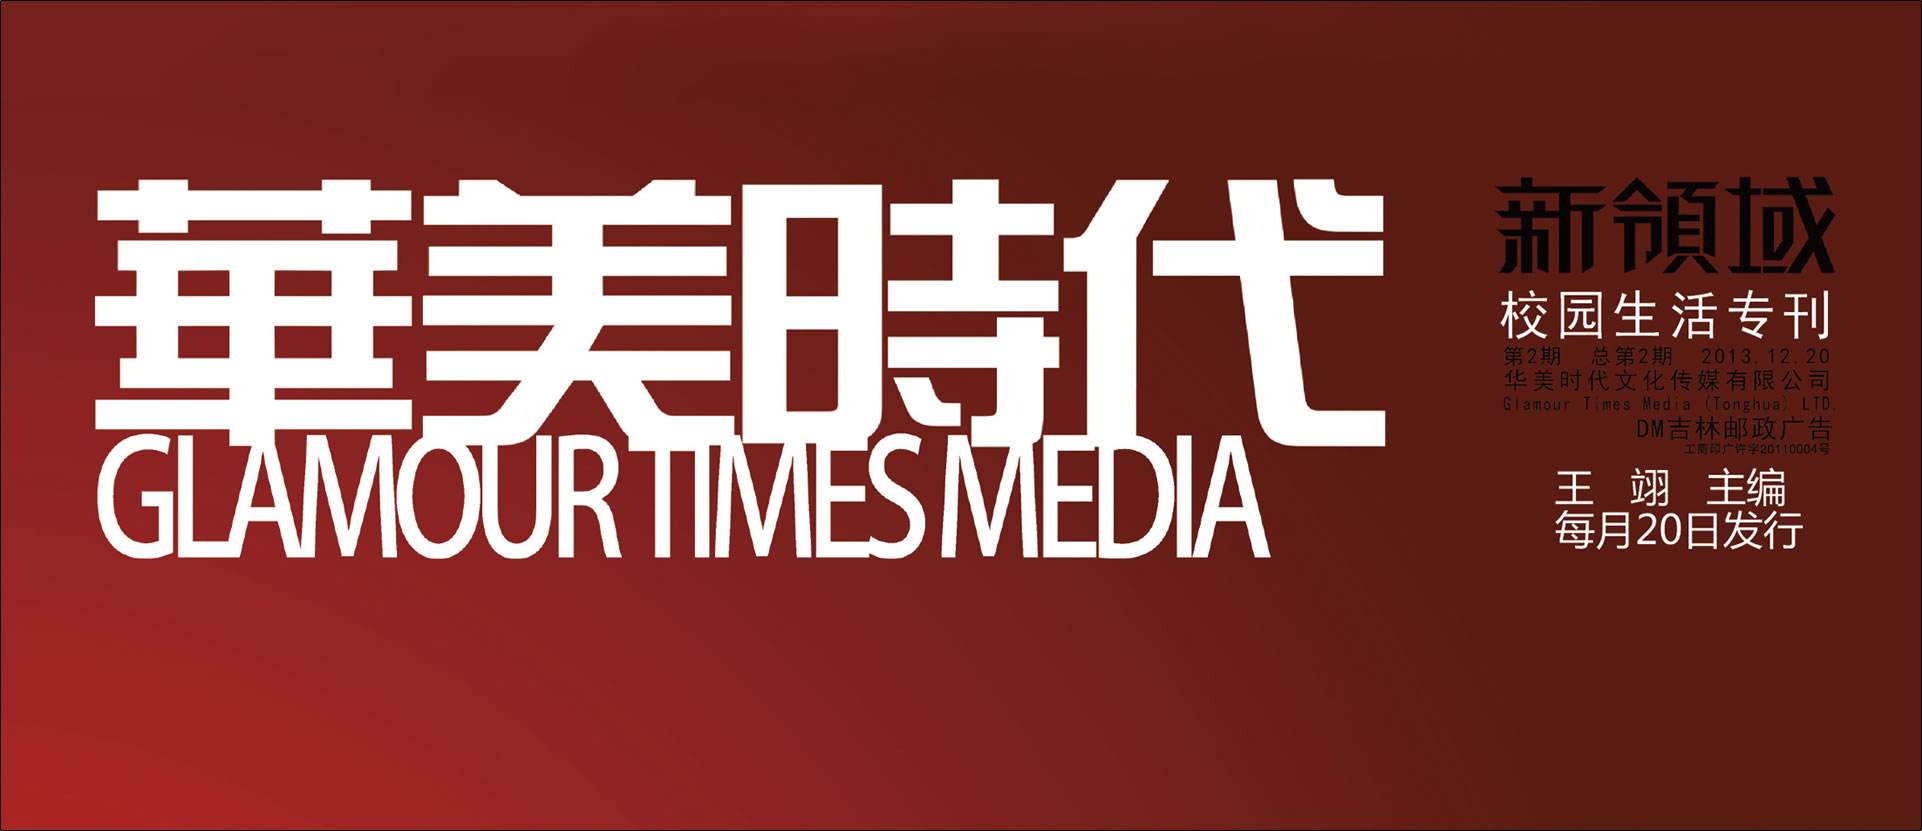 華美時代
GLAMOUR TIMES MEDIA
新領域
校园生活专刊
第2期 总第2期 2013.12.20
华美时代文化传媒有限公司
Glamour Times Media (Tonghua) LTD.
DM吉林邮政广告
工商印广许字20110004号
王 翊 主编
每月20日发行